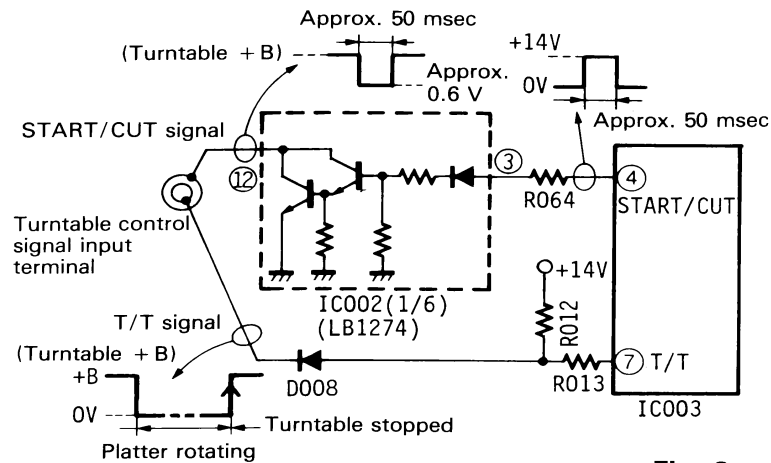 Approx. 50 msec
(Turntable + B)
Approx.
0.6 V
+14V
0V
Approx. 50 msec
START/CUT signal
12
3
R064
4
START/CUT
Turntable control
signal input
terminal
IC002(1/6)
(LB1274)
+14V
R012
T/T signal
(Turntable + B)
+B
0V
D008
R013
7 T/T
IC003
Turntable stopped
Platter rotating